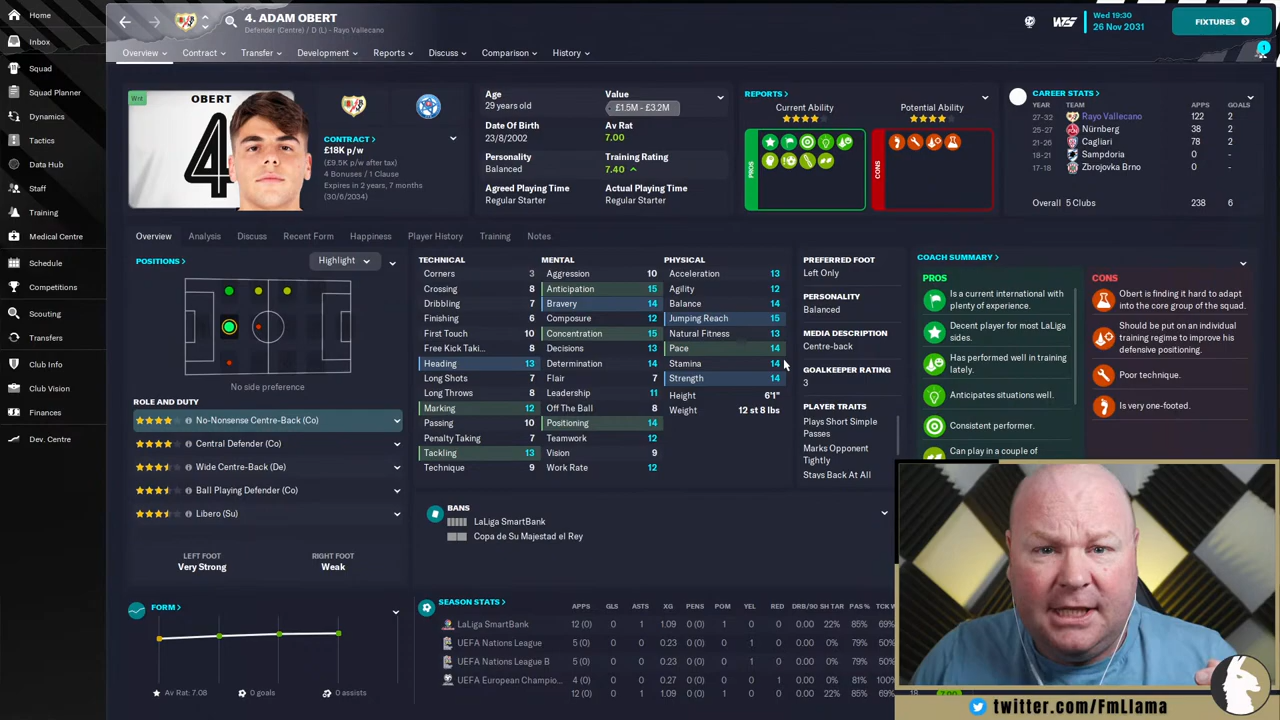 Home
Inbox
Squad
Squad Planner
Dynamics
Tactics
Data Hub
Staff
Training
Medical Centre
Schedule
Competitions
Scouting
Transfers
Club Info
Club Vision
Finances
Dev. Centre
4. ADAM OBERT
Defender (Centre) / D (L) - Rayo Vallecano
Wed 19:30
26 Nov 2031
FIXTURES
Overview Contract Transfer Development Reports Discuss Comparison History
1
Wnt
OBERT
4
CONTRACT
£18K p/w
(£9.5K p/w after tax)
4 Bonuses / 1 Clause
Expires in 2 years, 7 months
(30/6/2034)
Age
29 years old
Date Of Birth
23/8/2002
Personality
Balanced
Agreed Playing Time
Regular Starter
Value
£1.5M - £3.2M
Av Rat
7.00
Training Rating
7.40
Actual Playing Time
Regular Starter
REPORTS
Current Ability Potential Ability
PROS
CONS
CAREER STATS
YEAR TEAM APPS GOALS
27-32 Rayo Vallecano 122 2
25-27 Nürnberg 38 2
21-26 Cagliari 78 2
18-21 Sampdoria 0 -
17-18 Zbrojovka Brno 0 -
Overall 5 Clubs 238 6
Overview Analysis Discuss Recent Form Happiness Player History Training Notes
POSITIONS
Highlight
No side preference
ROLE AND DUTY
No-Nonsense Centre-Back (Co)
Central Defender (Co)
Wide Centre-Back (De)
Ball Playing Defender (Co)
Libero (Su)
LEFT FOOT RIGHT FOOT
Very Strong Weak
TECHNICAL
Corners 3
Crossing 8
Dribbling 7
Finishing 6
First Touch 10
Free Kick Taki... 8
Heading 13
Long Shots 7
Long Throws 8
Marking 12
Passing 10
Penalty Taking 7
Tackling 13
Technique 9
MENTAL
Aggression 10
Anticipation 15
Bravery 14
Composure 12
Concentration 15
Decisions 13
Determination 14
Flair 7
Leadership 11
Off The Ball 8
Positioning 14
Teamwork 12
Vision 9
Work Rate 12
PHYSICAL
Acceleration 13
Agility 12
Balance 14
Jumping Reach 15
Natural Fitness 13
Pace 14
Stamina 14
Strength 14
Height 6'1"
Weight 12 st 8 lbs
PREFERRED FOOT
Left Only
PERSONALITY
Balanced
MEDIA DESCRIPTION
Centre-back
GOALKEEPER RATING
3
PLAYER TRAITS
Plays Short Simple
Passes
Marks Opponent
Tightly
Stays Back At All
COACH SUMMARY
PROS
Is a current international with
plenty of experience.
Decent player for most LaLiga
sides.
Has performed well in training
lately.
Anticipates situations well.
Consistent performer.
Can play in a couple of
CONS
Obert is finding it hard to adapt
into core group of the squad.
Should be put on an individual
training regime to improve his
defensive positioning.
Poor technique.
Is very one-footed.
BANS
LaLiga SmartBank
Copa de Su Majestad el Rey
FORM
Av Rat: 7.08 0 goals 0 assists
SEASON STATS
APPS GLS ASTS XG PENS POM YEL RED DRB/90 SH TAR PAS% TCK W
LaLiga SmartBank 12 (0) 0 1 1.09 0 (0) 1 0 0 0.00 22% 85% 69%
UEFA Nations League 5 (0) 0 0 0.23 0 (0) 0 1 0 0.00 0% 79% 50%
UEFA Nations League B 5 (0) 0 0 0.23 0 (0) 0 1 0 0.00 0% 79% 50%
UEFA European Champio... 4 (0) 0 0 0.27 0 (0) 0 0 1 0.00 0% 81% 100%
12 (0) 0 1 1.09 0 (0) 1 0 0 0.00 22% 85% 69%
twitter.com/FmLlama